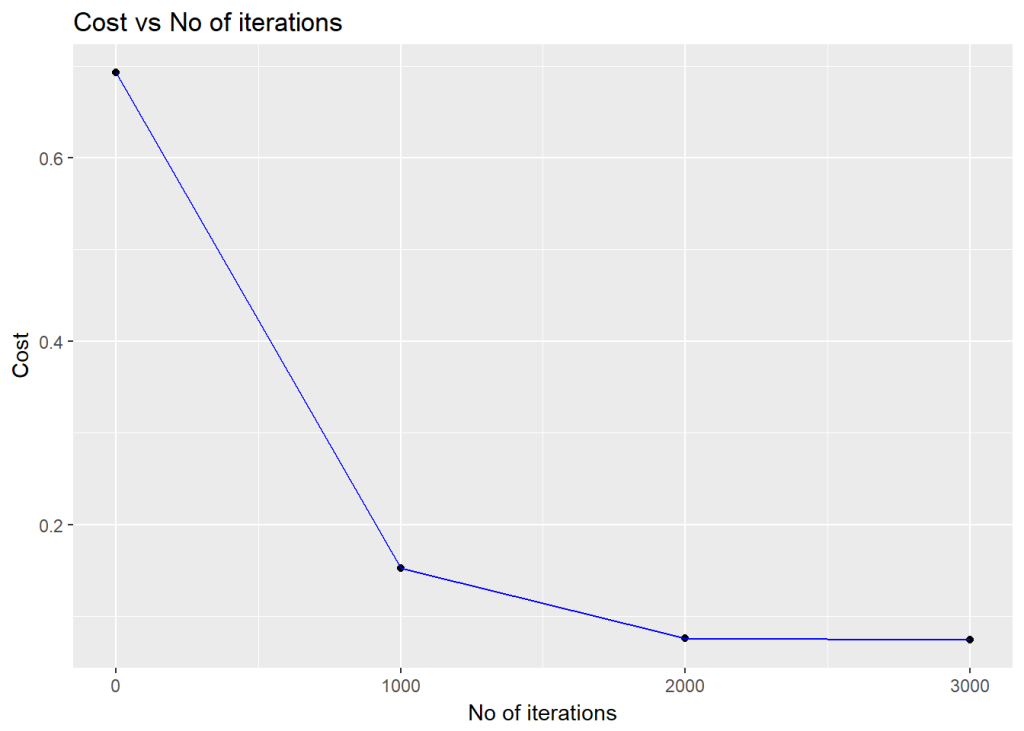 Cost vs No of iterations
Cost
0.6
0.4
0.2
0
1000
2000
3000
No of iterations